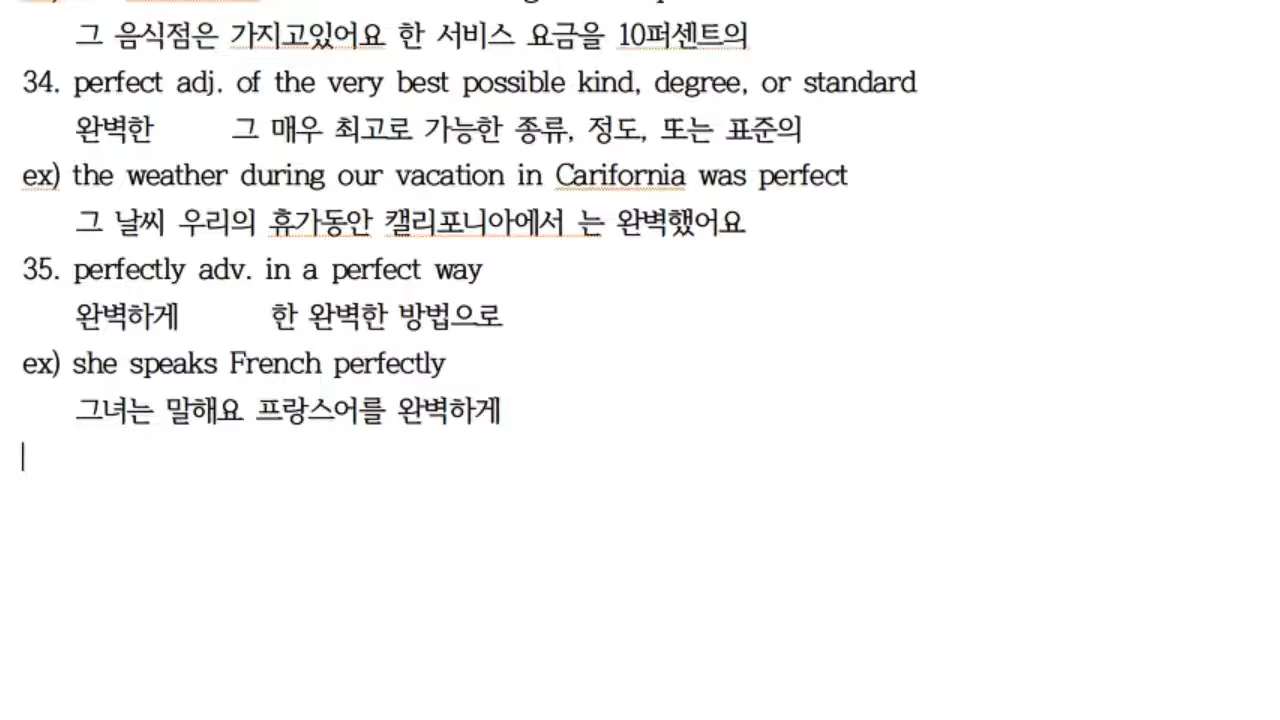 그 음식점은 가지고있어요 한 서비스 요금을 10퍼센트의
34. perfect adj. of the very best possible kind, degree, or standard
완벽한 그 매우 최고로 가능한 종류, 정도, 또는 표준의
ex) the weather during our vacation in Carifornia was perfect
그 날씨 우리의 휴가동안 캘리포니아에서 는 완벽했어요
35. perfectly adv. in a perfect way
완벽하게 한 완벽한 방법으로
ex) she speaks French perfectly
그녀는 말해요 프랑스어를 완벽하게